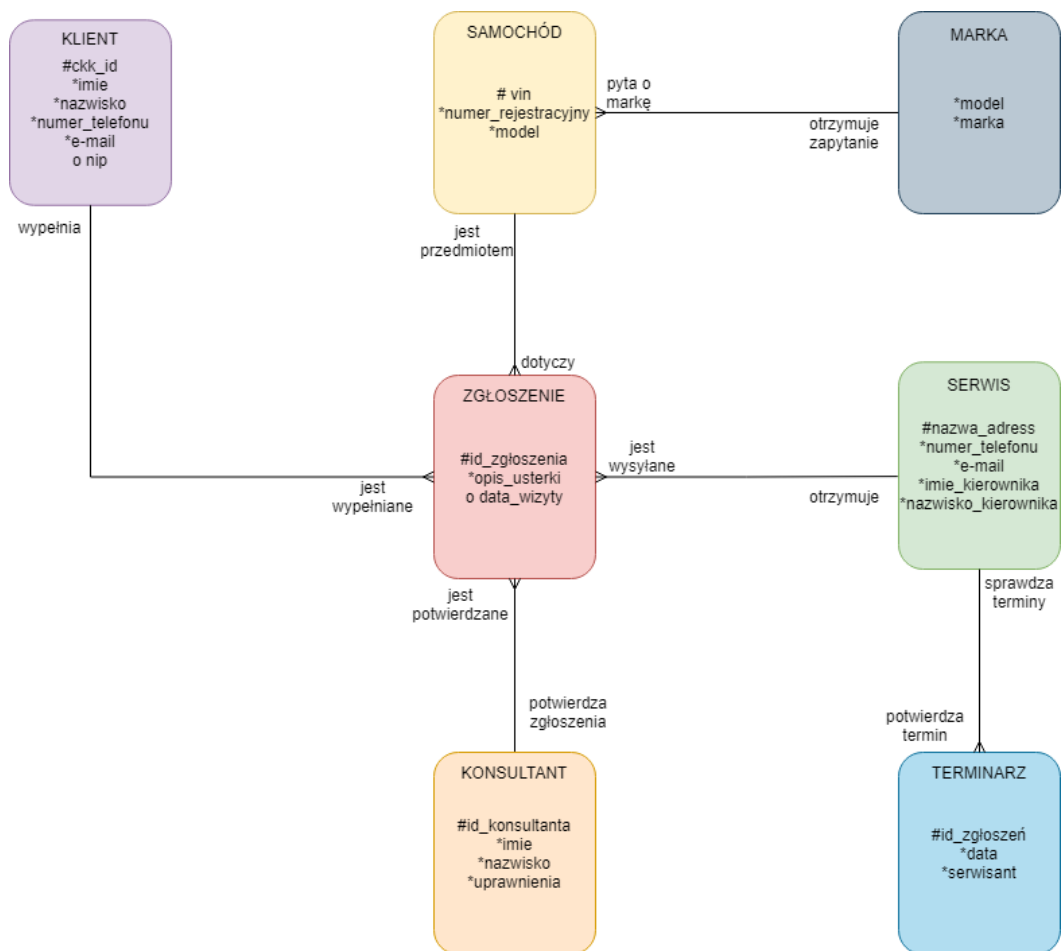 KLIENT
#ckk_id
*imie
*nazwisko
*numer_telefonu
*e-mail
o nip
wypełnia
SAMOCHÓD
# vin
*numer_rejestracyjny
*model
pyta o
markę
otrzymuje
zapytanie
MARKA
*model
*marka
jest
przedmiotem
dotyczy
ZGŁOSZENIE
#id_zgłoszenia
*opis_usterki
o data_wizyty
jest
wypełniane
jest
wysyłane
otrzymuje
SERWIS
#nazwa_adress
*numer_telefonu
*e-mail
*imie_kierownika
*nazwisko_kierownika
jest
potwierdzane
sprawdza
terminy
potwierdza
zgłoszenia
potwierdza
termin
KONSULTANT
#id_konsultanta
*imie
*nazwisko
*uprawnienia
TERMINARZ
#id_zgłoszeń
*data
*serwisant